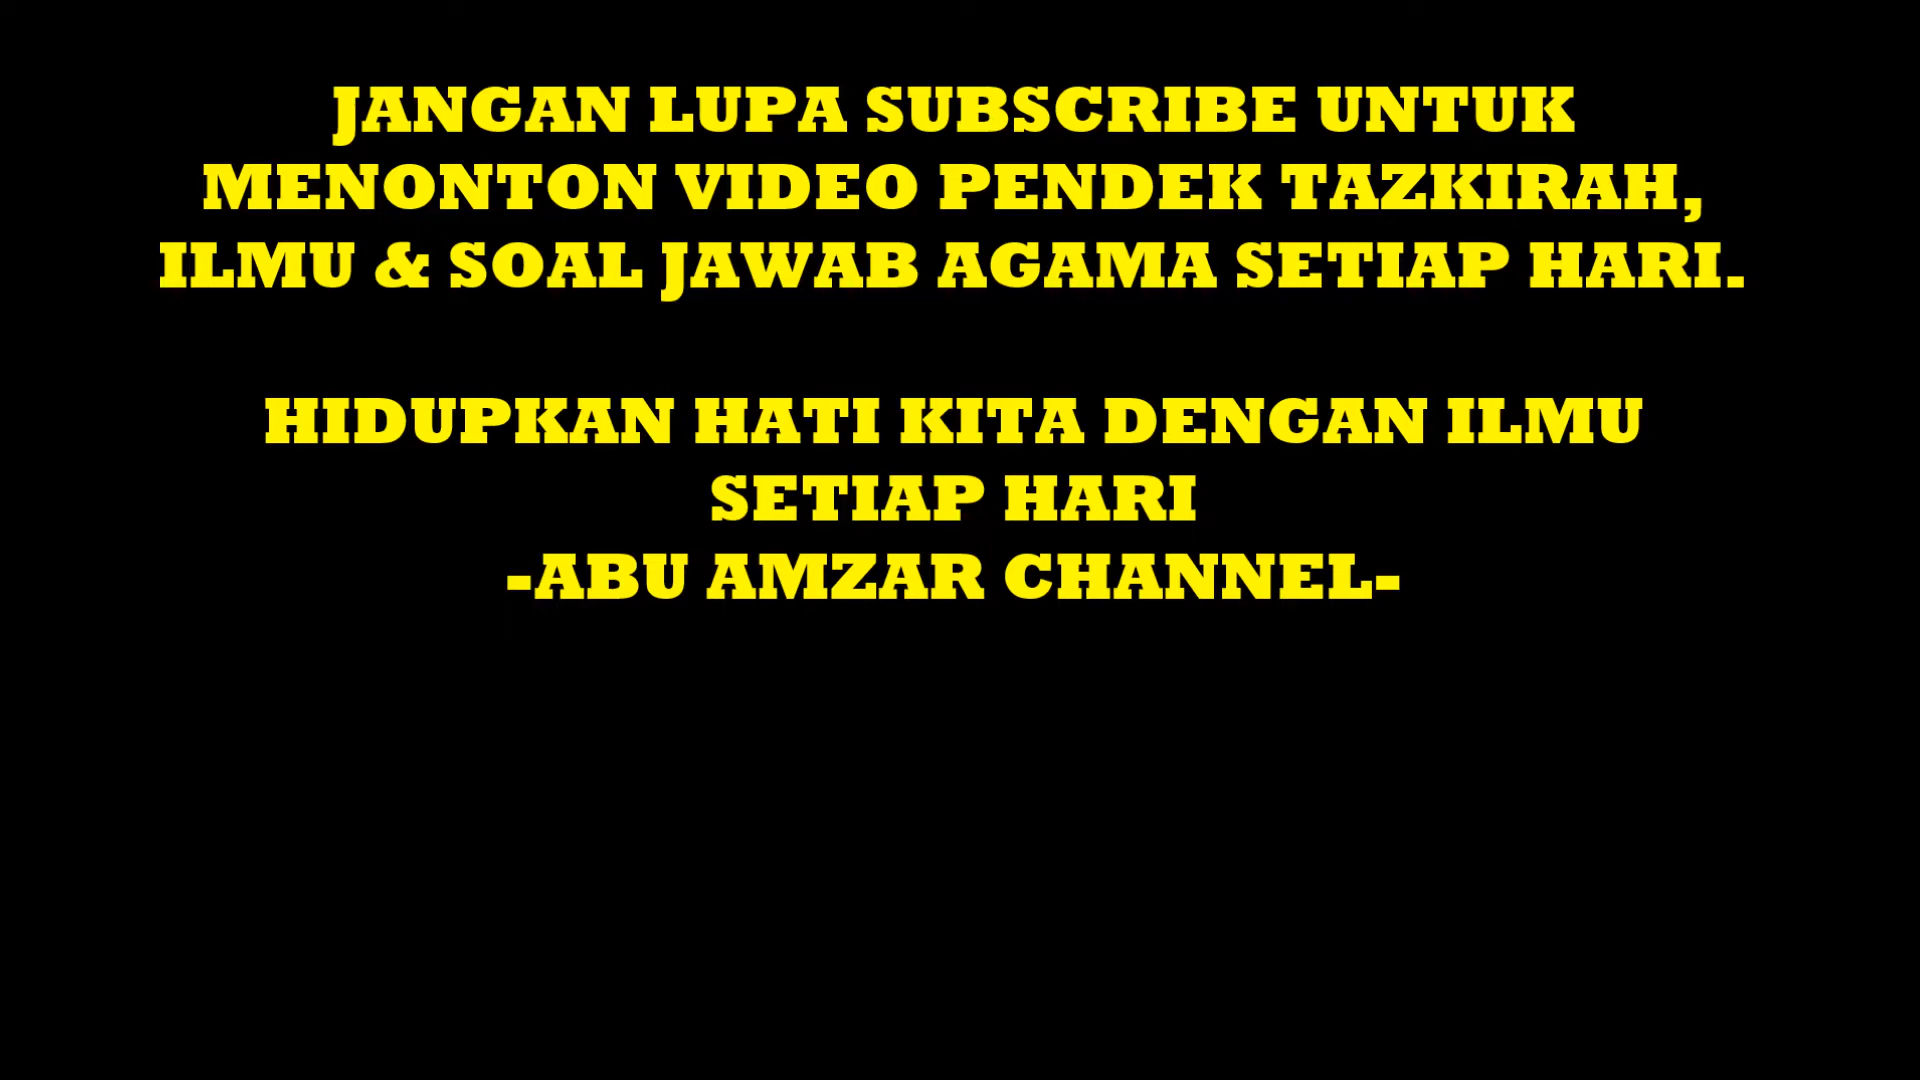 JANGAN LUPA SUBSCRIBE UNTUK
MENONTON VIDEO PENDEK TAZKIRAH,
ILMU & SOAL JAWAB AGAMA SETIAP HARI.
HIDUPKAN HATI KITA DENGAN ILMU
SETIAP HARI
-ABU AMZAR CHANNEL-